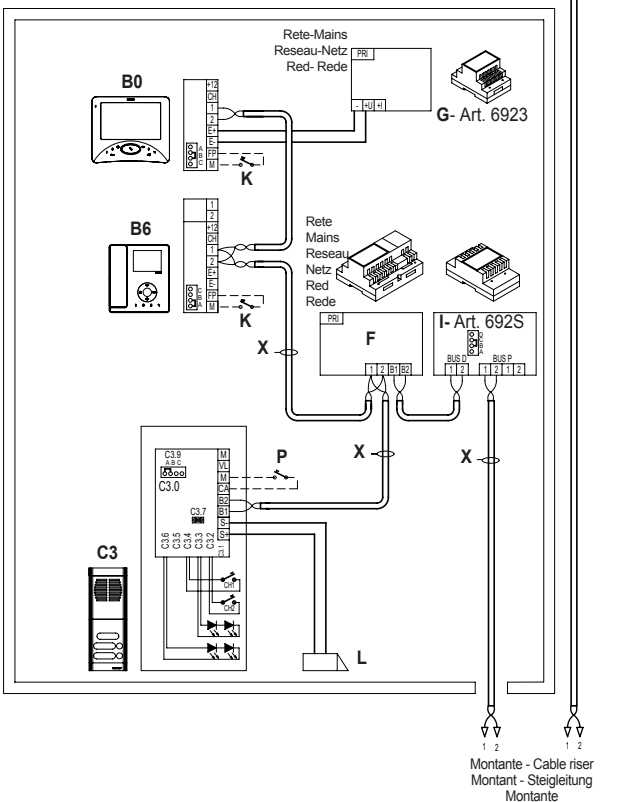 Rete-Mains
Reseau-Netz
Red- Rede
PRI
- +U +I
G- Art. 6923
B0
+12
CH
1
2
E+
E-
FP
M
A
B
C
K
B6
1
2
+12
CH
1
2
E+
E-
FP
M
C
B
A
K
Rete
Mains
Reseau
Netz
Red
Rede
PRI
F
1 2 B1 B2
I- Art. 692S
BUS D
BUS P
1 2
1 2 1 2
X
X
X
C3.9
A B C
C3.0
C3.7
C3.6
C3.5
C3.4
C3.3
C3.2
C3.1
M
VL
M
CA
B2
B1
S-
S+
P
CH1
CH2
C3
L
1 2
1 2
Montante - Cable riser
Montant - Steigleitung
Montante